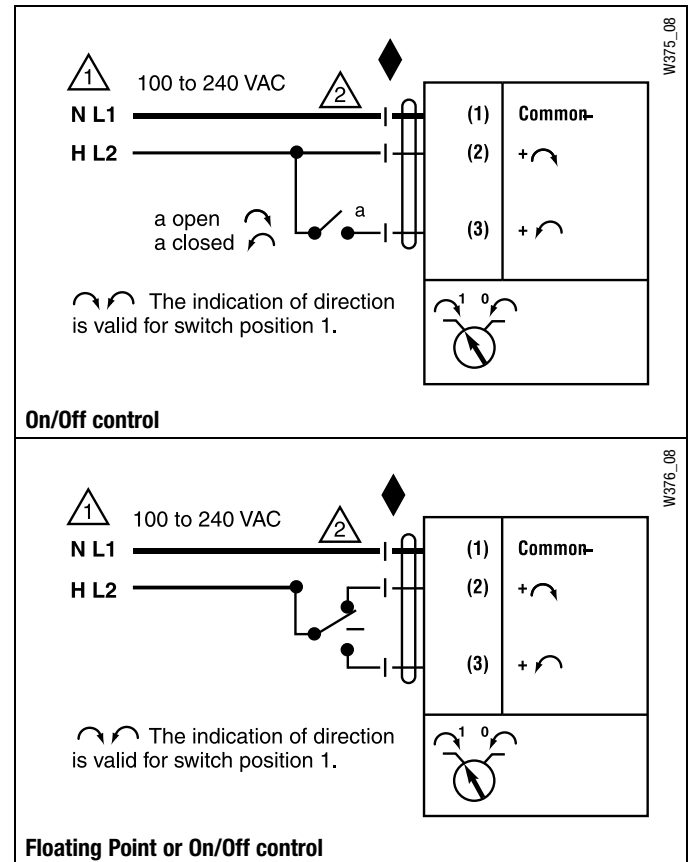 W375_08
1 100 to 240 VAC 2
N L1 (1) Common-
H L2 (2) +
a
a open
a closed
(3) +
The indication of direction
is valid for switch position 1.
1 0
On/Off control
W376_08
1 100 to 240 VAC 2
N L1 (1) Common-
H L2 (2) +
(3) +
The indication of direction
is valid for switch position 1.
1 0
Floating Point or On/Off control